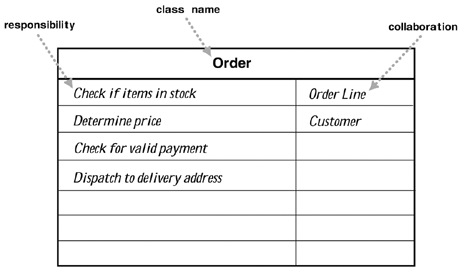 class name
responsibility
collaboration
Order
Check if items in stock
Order Line
Determine price
Customer
Check for valid payment
Dispatch to delivery address